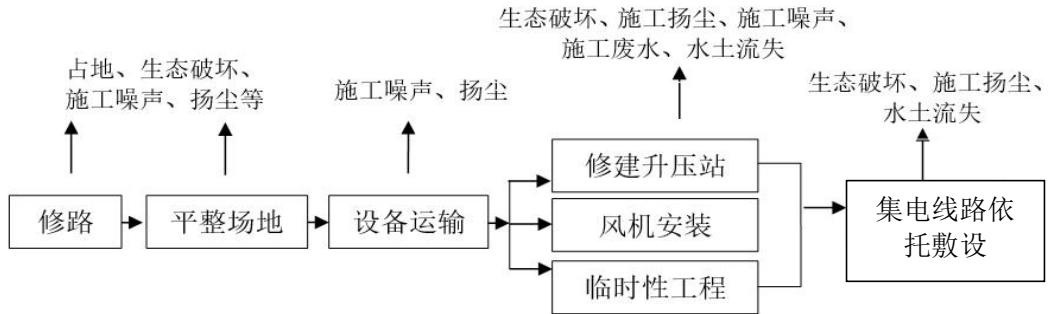 生态破坏、施工扬尘、施工噪声、
施工废水、水土流失
占地、生态破坏、
施工噪声、扬尘等
施工噪声、扬尘
生态破坏、施工扬尘、
水土流失
修路
平整场地
设备运输
修建升压站
风机安装
临时性工程
集电线路依
托敷设